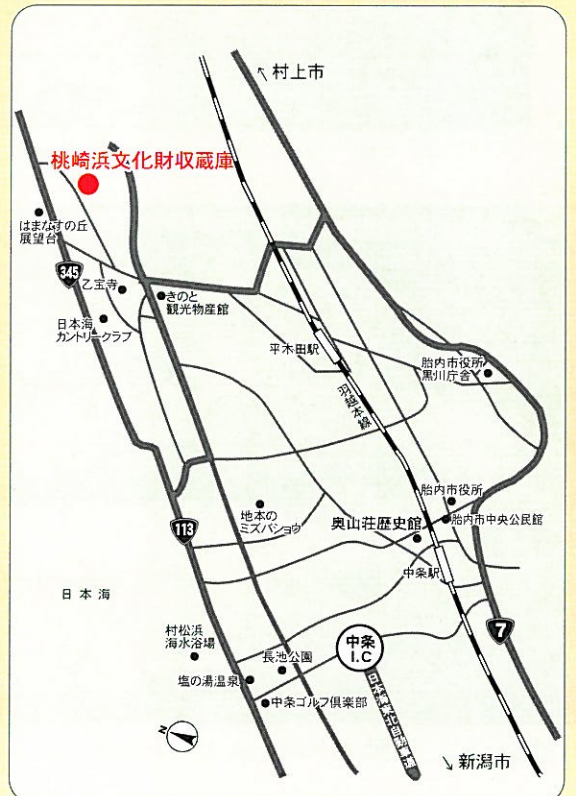 村上市
桃崎浜文化財収蔵庫
はまなすの丘
展望台
345
乙宝寺
きのと
観光物産館
日本海
カントリークラブ
平木田駅
胎内市役所
黒川庁舎
羽越本線
胎内市役所
地本の
ミズバショウ
奥山荘歴史館
胎内市中央公民館
113
中条駅
日本海
村松浜
海水浴場
中条
I.C
7
長池公園
塩の湯温泉
中条ゴルフ倶楽部
日本海東北自動車道
N
新潟市